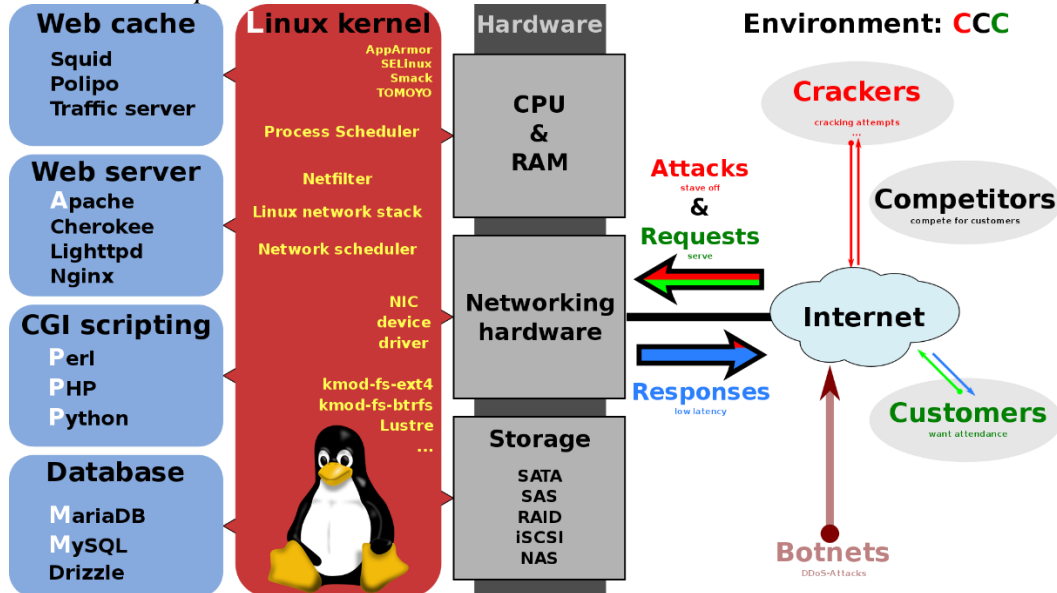 Web cache
Squid
Polipo
Traffic server
Web server
Apache
Cherokee
Lighttpd
Nginx
CGI scripting
Perl
PHP
Python
Database
MariaDB
MySQL
Drizzle
Linux kernel
AppArmor
SELinux
Smack
TOMOYO
Process Scheduler
Netfilter
Linux network stack
Network scheduler
NIC
device
driver
kmod-fs-ext4
kmod-fs-btrfs
Lustre
...
Hardware
CPU
&
RAM
Networking
hardware
Storage
SATA
SAS
RAID
iSCSI
NAS
Environment: CCC
Crackers
cracking attempts
...
Attacks
stave off
&
Requests
serve
Competitors
compete for customers
Internet
Responses
low latency
Customers
want attendance
Botnets
DDoS-Attacks